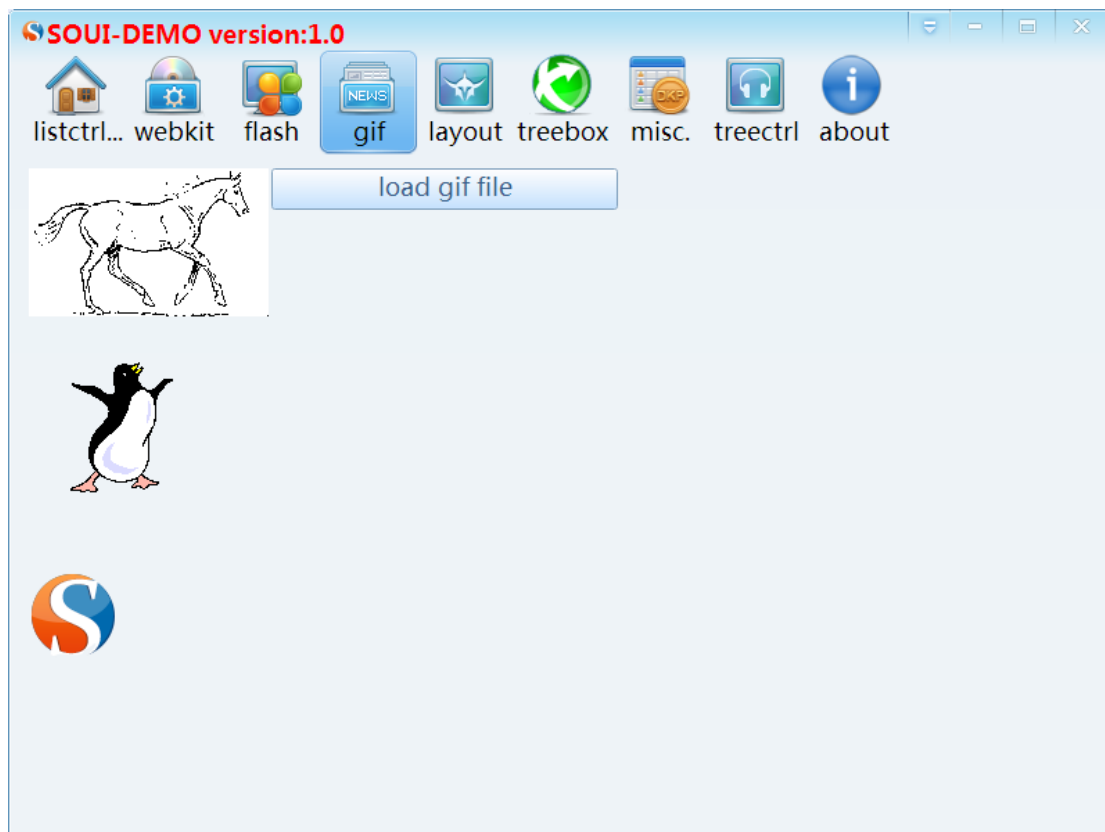 SOUI-DEMO version:1.0
NEWS DKP
listctrl... webkit flash gif layout treebox misc. treectrl about
load gif file